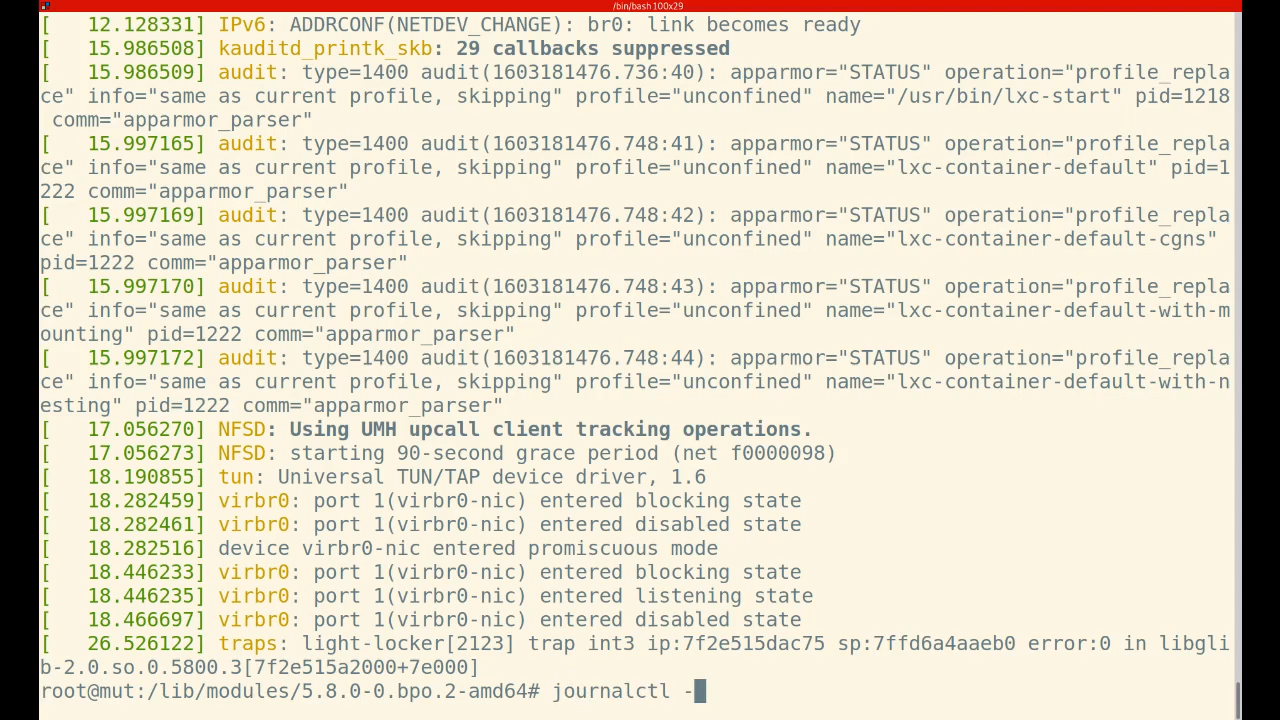 /bin/bash 100x29
[   12.128331] IPv6: ADDRCONF(NETDEV_CHANGE): br0: link becomes ready
[   15.986508] kauditd_printk_skb: 29 callbacks suppressed
[   15.986509] audit: type=1400 audit(1603181476.736:40): apparmor="STATUS" operation="profile_repla
ce" info="same as current profile, skipping" profile="unconfined" name="/usr/bin/lxc-start" pid=1218
 comm="apparmor_parser"
[   15.997165] audit: type=1400 audit(1603181476.748:41): apparmor="STATUS" operation="profile_repla
ce" info="same as current profile, skipping" profile="unconfined" name="lxc-container-default" pid=1
222 comm="apparmor_parser"
[   15.997169] audit: type=1400 audit(1603181476.748:42): apparmor="STATUS" operation="profile_repla
ce" info="same as current profile, skipping" profile="unconfined" name="lxc-container-default-cgns"
pid=1222 comm="apparmor_parser"
[   15.997170] audit: type=1400 audit(1603181476.748:43): apparmor="STATUS" operation="profile_repla
ce" info="same as current profile, skipping" profile="unconfined" name="lxc-container-default-with-m
ounting" pid=1222 comm="apparmor_parser"
[   15.997172] audit: type=1400 audit(1603181476.748:44): apparmor="STATUS" operation="profile_repla
ce" info="same as current profile, skipping" profile="unconfined" name="lxc-container-default-with-n
esting" pid=1222 comm="apparmor_parser"
[   17.056270] NFSD: Using UMH upcall client tracking operations.
[   17.056273] NFSD: starting 90-second grace period (net f0000098)
[   18.190855] tun: Universal TUN/TAP device driver, 1.6
[   18.282459] virbr0: port 1(virbr0-nic) entered blocking state
[   18.282461] virbr0: port 1(virbr0-nic) entered disabled state
[   18.282516] device virbr0-nic entered promiscuous mode
[   18.446233] virbr0: port 1(virbr0-nic) entered blocking state
[   18.446235] virbr0: port 1(virbr0-nic) entered listening state
[   18.466697] virbr0: port 1(virbr0-nic) entered disabled state
[   26.526122] traps: light-locker[2123] trap int3 ip:7f2e515dac75 sp:7ffd6a4aaeb0 error:0 in libgli
b-2.0.so.0.5800.3[7f2e515a2000+7e000]
root@mut:/lib/modules/5.8.0-0.bpo.2-amd64# journalctl -